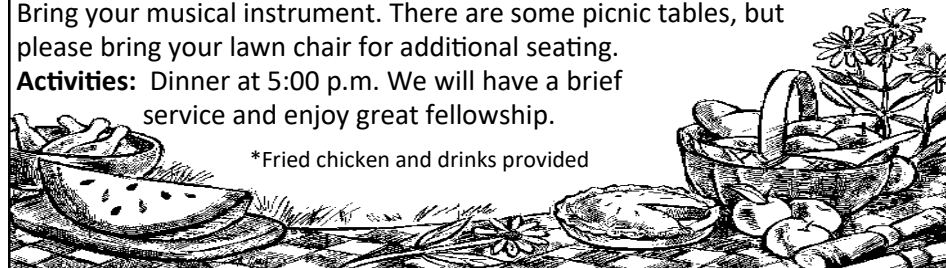 Bring your musical instrument. There are some picnic tables, but
please bring your lawn chair for additional seating.
Activities: Dinner at 5:00 p.m. We will have a brief
service and enjoy great fellowship.
*Fried chicken and drinks provided